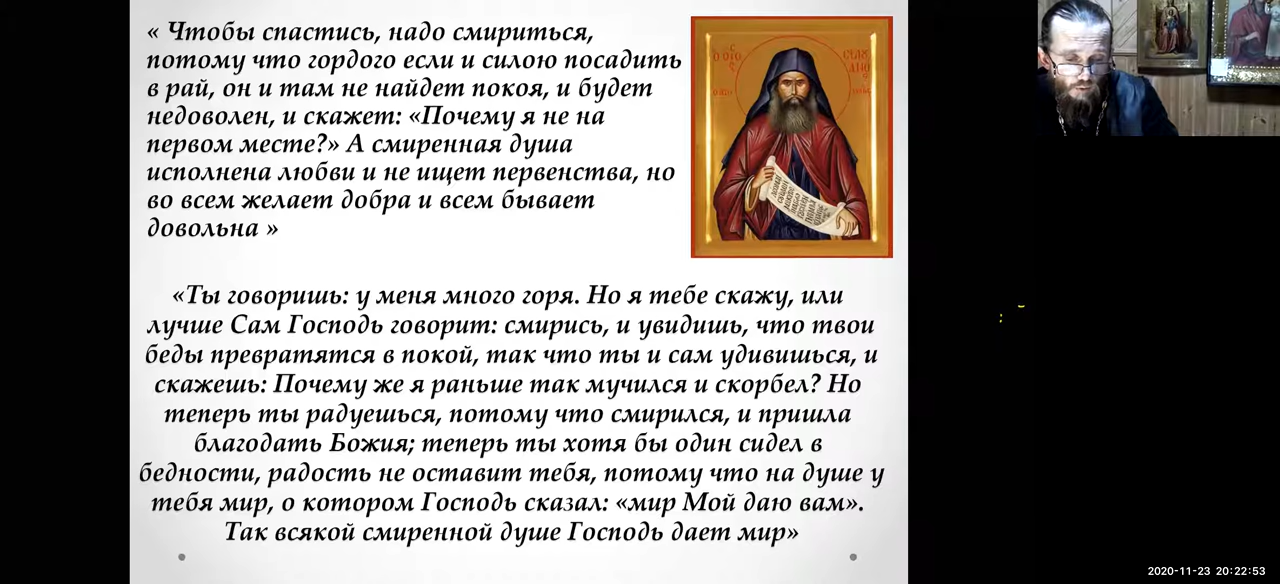 « Чтобы спастись, надо смириться,
потому что гордого если и силою посадить
в рай, он и там не найдет покоя, и будет
недоволен, и скажет: «Почему я не на
первом месте?» А смиренная душа
исполнена любви и не ищет первенства, но
во всем желает добра и всем бывает
довольна »
«Ты говоришь: у меня много горя. Но я тебе скажу, или
лучше Сам Господь говорит: смирись, и увидишь, что твои
беды превратятся в покой, так что ты и сам удивишься, и
скажешь: Почему же я раньше так мучился и скорбел? Но
теперь ты радуешься, потому что смирился, и пришла
благодать Божия; теперь ты хотя бы один сидел в
бедности, радость не оставит тебя, потому что на душе у
тебя мир, о котором Господь сказал: «мир Мой даю вам».
Так всякой смиренной душе Господь дает мир»
2020-11-23 20:22:53